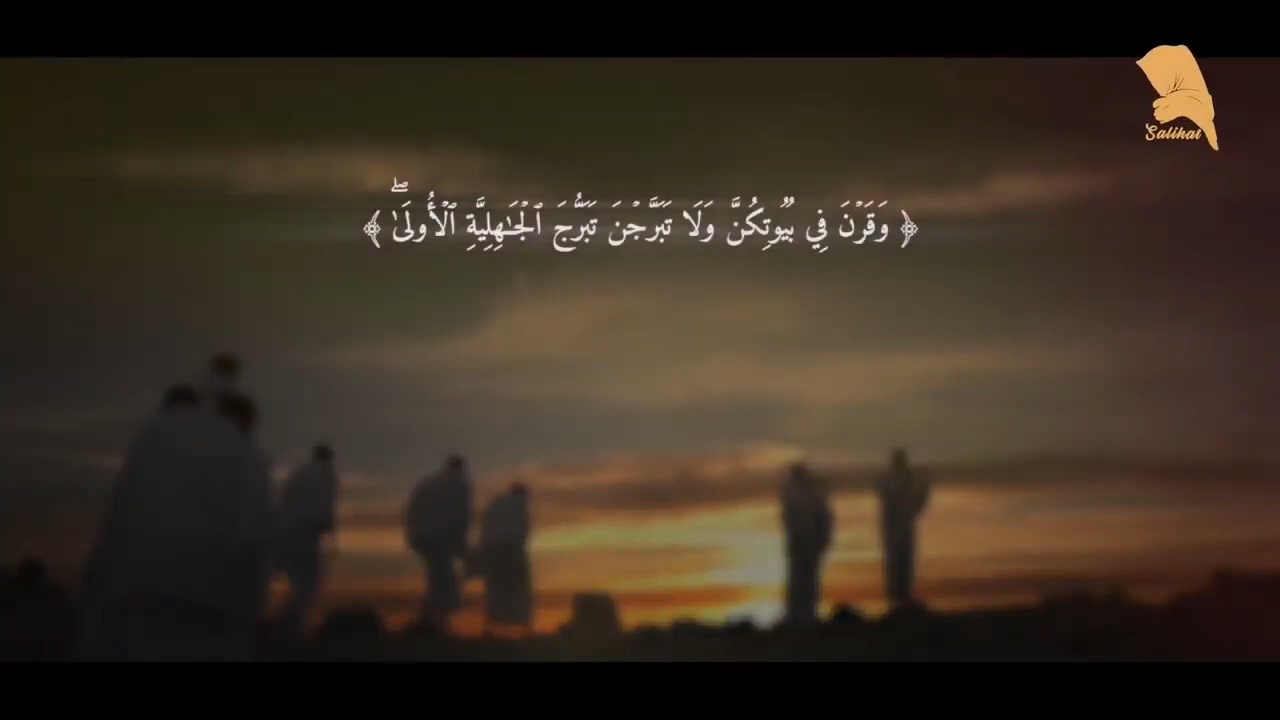 ﴿ وَقَرۡنَ فِي بُيُوتِكُنَّ وَلَا تَبَرَّجۡنَ تَبَرُّجَ ٱلۡجَٰهِلِيَّةِ ٱلۡأُولَىٰۖ ﴾
Salihat